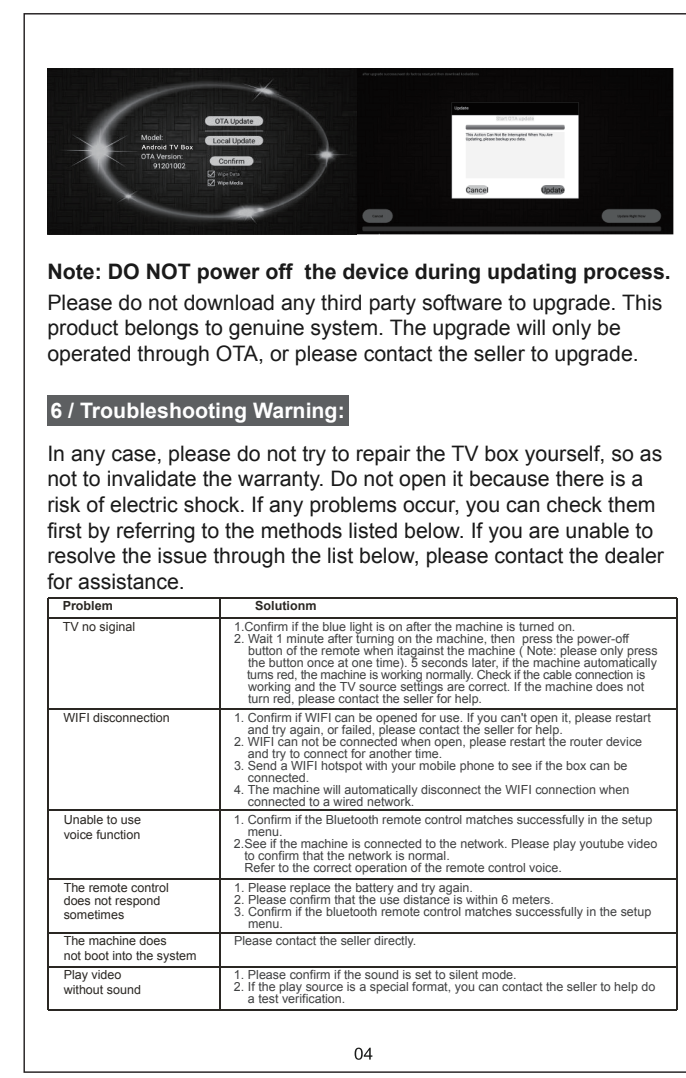 After upgrade, it is necessary to
OTA Update
Local Update
Confirm
Wipe Data
Wipe Media
Model:
Android TV Box
OTA Version:
91201002
Update
Start it to update
This Action Can Not Be Interrupted When You Are
Updating, please backup you data.
Cancel
Update
Cancel
Update Right Now
Note: DO NOT power off the device during updating process.
Please do not download any third party software to upgrade. This
product belongs to genuine system. The upgrade will only be
operated through OTA, or please contact the seller to upgrade.
6 / Troubleshooting Warning:
In any case, please do not try to repair the TV box yourself, so as
not to invalidate the warranty. Do not open it because there is a
risk of electric shock. If any problems occur, you can check them
first by referring to the methods listed below. If you are unable to
resolve the issue through the list below, please contact the dealer
for assistance.
Problem
Solutionm
TV no siginal
1.Confirm if the blue light is on after the machine is turned on.
2. Wait 1 minute after turning on the machine, then press the power-off
button of the remote when itagainst the machine ( Note: please only press
the button once at one time). 5 seconds later, if the machine automatically
turns red, the machine is working normally. Check if the cable connection is
working and the TV source settings are correct. If the machine does not
turn red, please contact the seller for help.
WIFI disconnection
1. Confirm if WIFI can be opened for use. If you can't open it, please restart
and try again, or failed, please contact the seller for help.
2. WIFI can not be connected when open, please restart the router device
and try to connect for another time.
3. Send a WIFI hotspot with your mobile phone to see if the box can be
connected.
4. The machine will automatically disconnect the WIFI connection when
connected to a wired network.
Unable to use
voice function
1. Confirm if the Bluetooth remote control matches successfully in the setup
menu.
2.See if the machine is connected to the network. Please play youtube video
to confirm that the network is normal.
Refer to the correct operation of the remote control voice.
The remote control
does not respond
sometimes
1. Please replace the battery and try again.
2. Please confirm that the use distance is within 6 meters.
3. Confirm if the bluetooth remote control matches successfully in the setup
menu.
The machine does
not boot into the system
Please contact the seller directly.
Play video
without sound
1. Please confirm if the sound is set to silent mode.
2. If the play source is a special format, you can contact the seller to help do
a test verification.
04